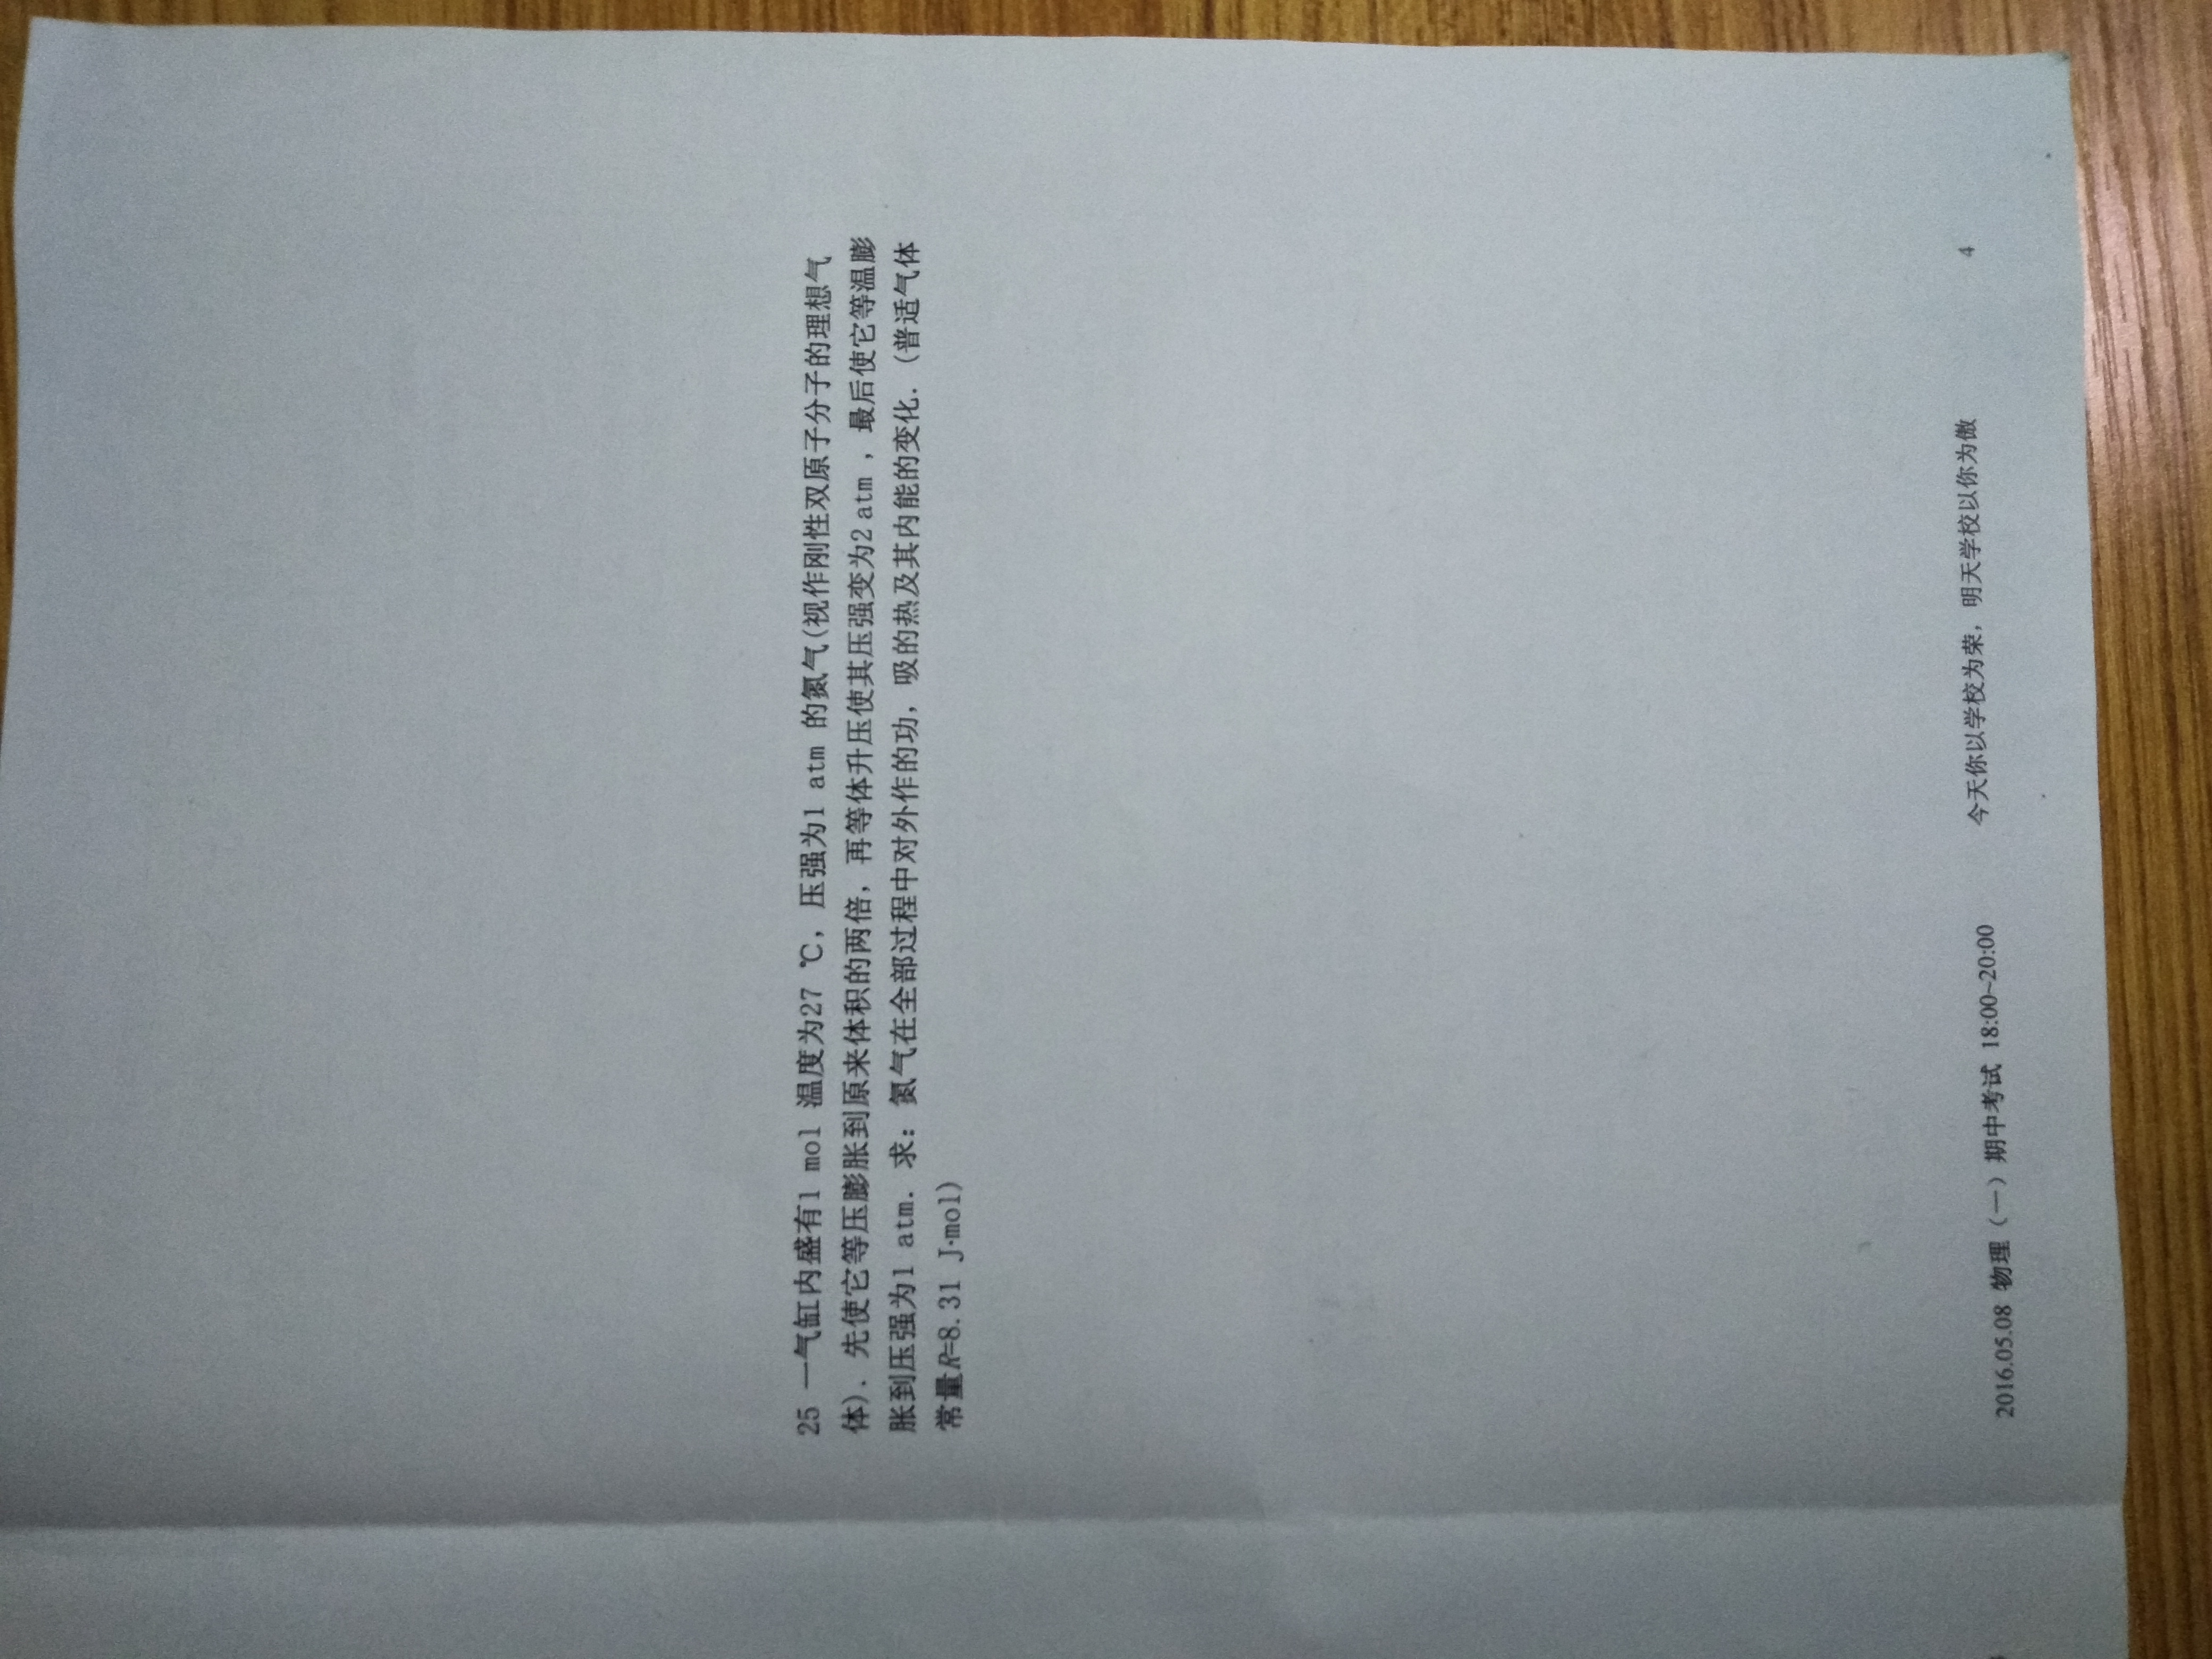 25 一气缸内盛有1 mol 温度为27 ℃，压强为1 atm 的氮气(视作刚性双原子分子的理想气
体)．先使它等压膨胀到原来体积的两倍，再等体升压使其压强变为2 atm ，最后使它等温膨
胀到压强为1 atm．求：氮气在全部过程中对外作的功，吸的热及其内能的变化．(普适气体
常量R=8.31 J·mol)
2016.05.08 物理（一）期中考试 18:00~20:00 今天你以学校为荣，明天学校以你为傲 4